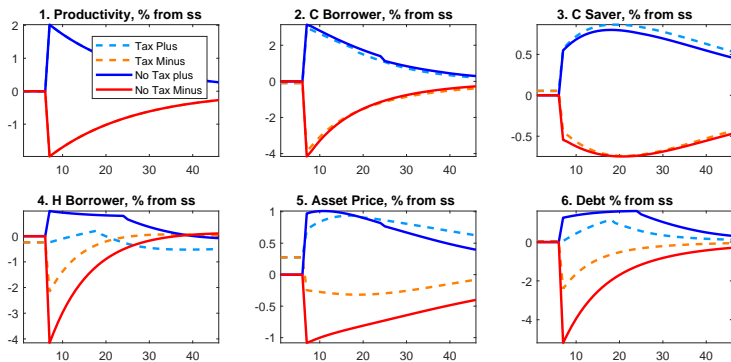 1. Productivity, % from ss
2
1
0
-1
10 20 30 40
Tax Plus
Tax Minus
No Tax plus
No Tax Minus
2. C Borrower, % from ss
2
0
-2
-4
10 20 30 40
3. C Saver, % from ss
0.5
0
-0.5
10 20 30 40
4. H Borrower, % from ss
0
-1
-2
-3
-4
10 20 30 40
5. Asset Price, % from ss
1
0.5
0
-0.5
-1
10 20 30 40
6. Debt % from ss
0
-2
-4
10 20 30 40